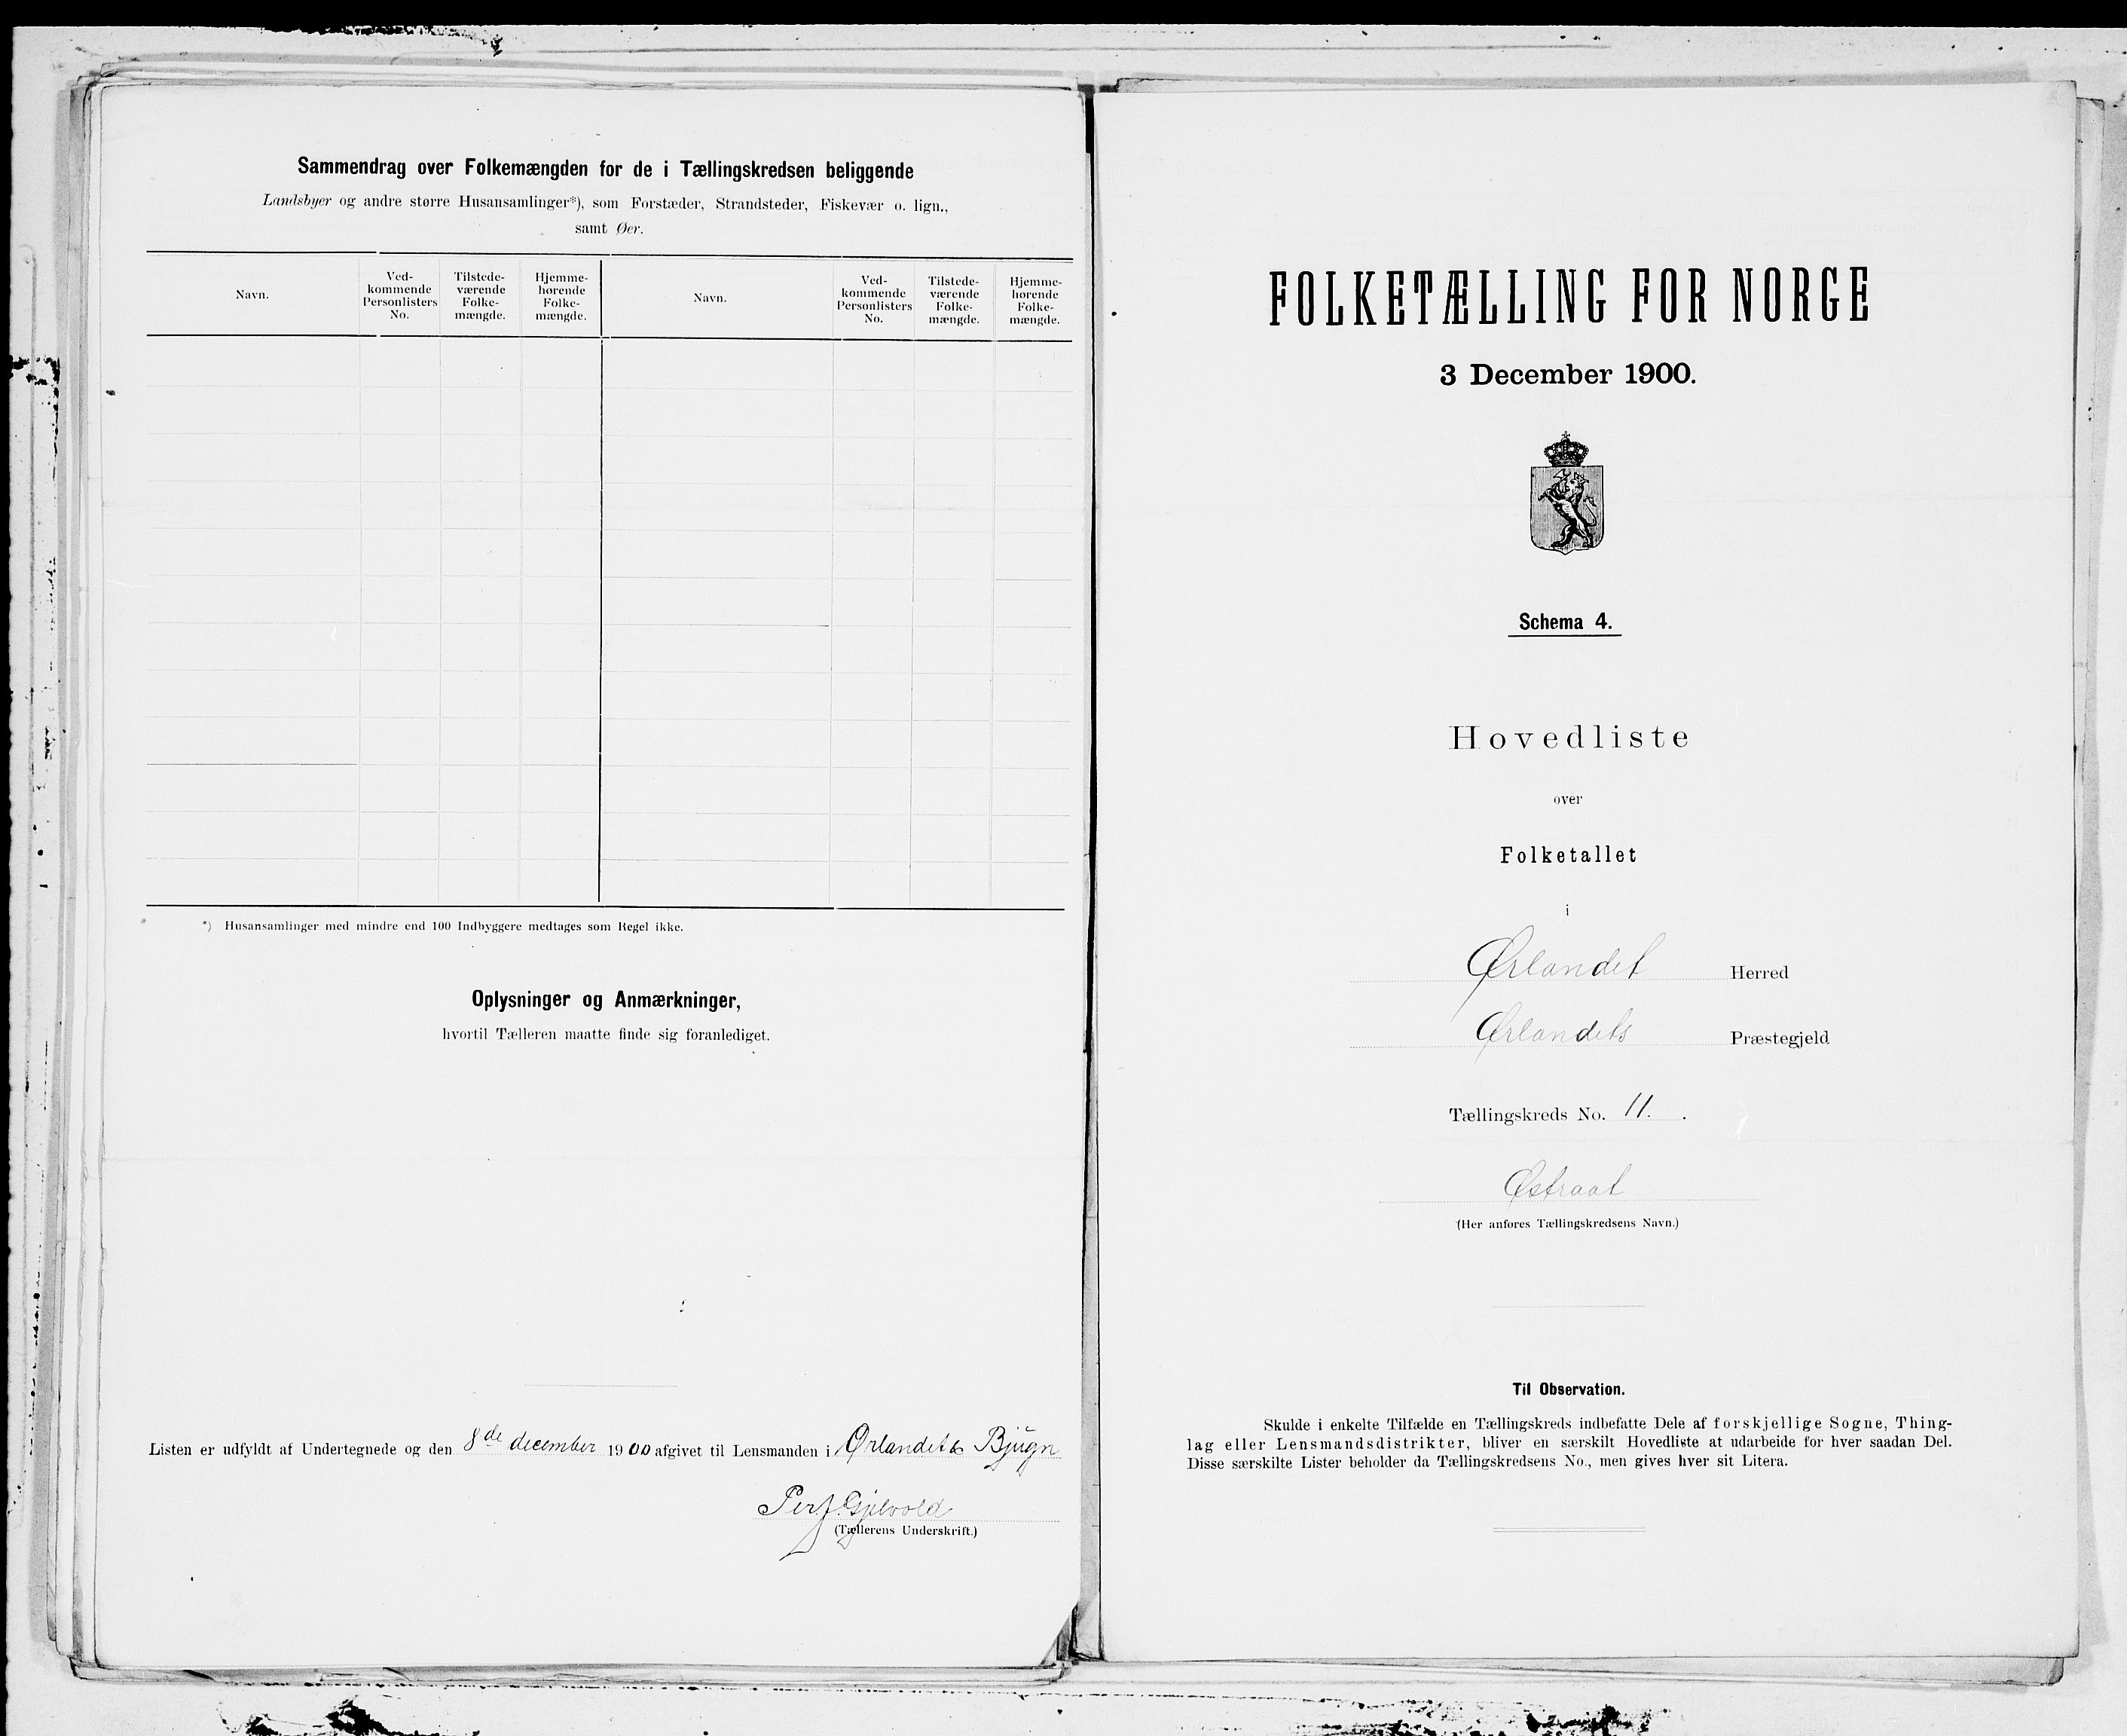 Sammendrag over Folkemængden for de i Tællingskredsen beliggende
Landsbyer og andre større Husansamlinger*), som Forstæder, Strandsteder, Fiskevær o. lign.,
samt Øer.
Navn.
Ved-
kommende
Personlisters
No.
Tilstede-
værende
Folke-
mængde.
Hjemme-
hørende
Folke-
mængde.
Navn.
Ved-
kommende
Personlisters
No.
Tilstede-
værende
Folke-
mængde.
Hjemme-
hørende
Folke-
mængde.
*) Husansamlinger med mindre end 100 Indbyggere medtages som Regel ikke.
Oplysninger og Anmærkninger,
hvortil Tælleren maatte finde sig foranlediget.
Listen er udfyldt af Undertegnede og den 8de december 1900 afgivet til Lensmanden i Ørlandet & Bjugn
Per J. Gjelvold
(Tællerens Underskrift.)
FOLKETÆLLING FOR NORGE
3 December 1900.
Schema 4.
Hovedliste
over
Folketallet
i
Ørlandet Herred
Ørlandets Præstegjeld
Tællingskreds No. 11. .
Østraat
(Her anføres Tællingskredsens Navn.)
Til Observation.
Skulde i enkelte Tilfælde en Tællingskreds indbefatte Dele af forskjellige Sogne, Thing-
lag eller Lensmandsdistrikter, bliver en særskilt Hovedliste at udarbeide for hver saadan Del.
Disse særskilte Lister beholder da Tællingskredsens No., men gives hver sit Litera.